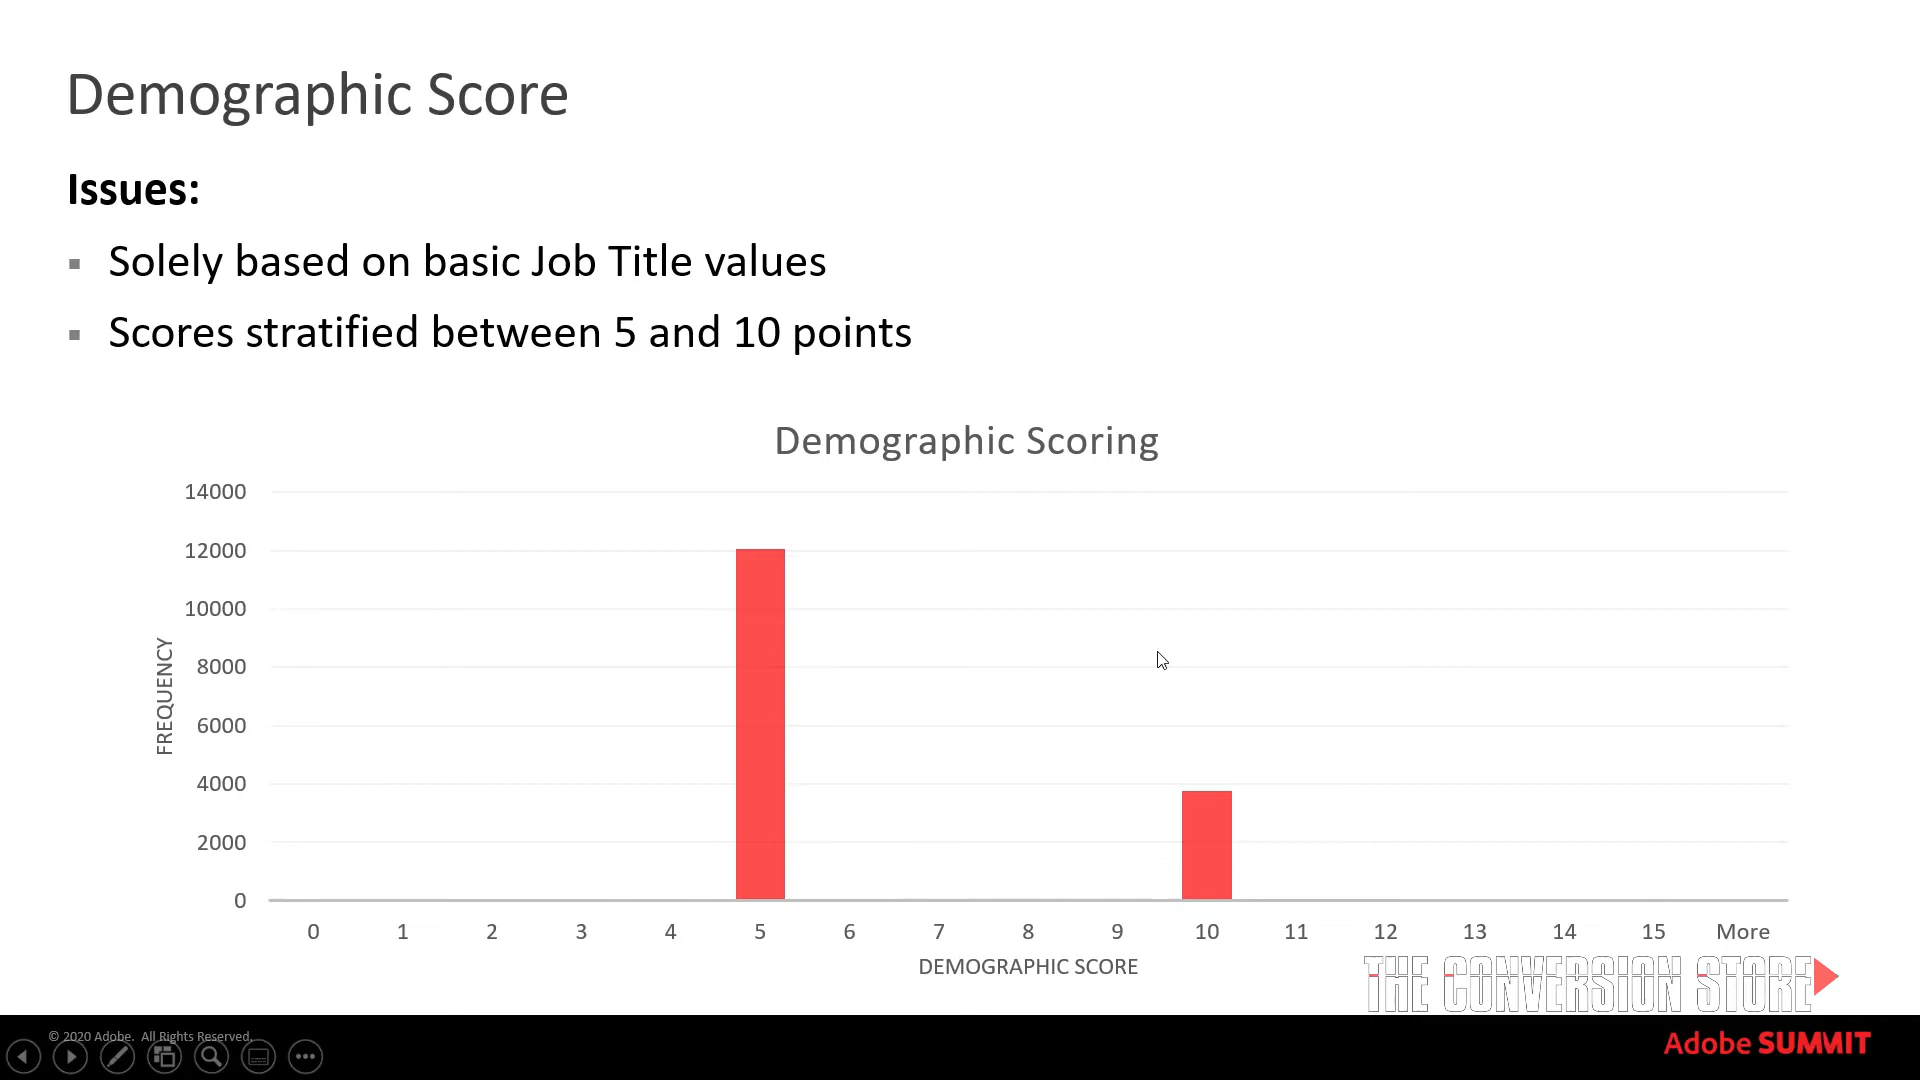 Demographic Score
Issues:
▪ Solely based on basic Job Title values
▪ Scores stratified between 5 and 10 points
Demographic Scoring
14000
12000
10000
8000
6000
4000
2000
0
FREQUENCY
0 1 2 3 4 5 6 7 8 9 10 11 12 13 14 15 More
DEMOGRAPHIC SCORE
THE CONVERSION STORE
© 2020 Adobe. All Rights Reserved.
Adobe SUMMIT